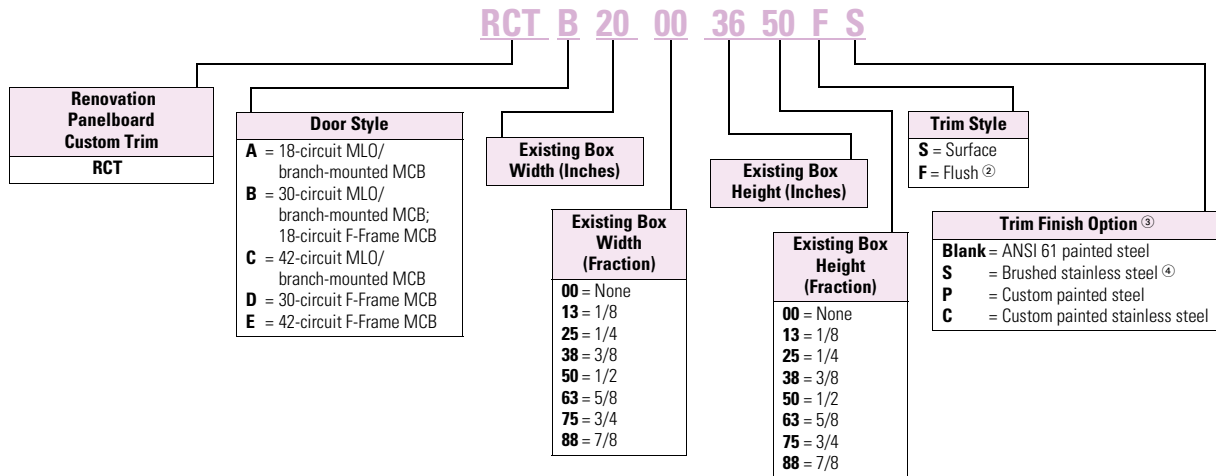 RCT B 20 00 36 50 F S
Renovation
Panelboard
Custom Trim
RCT
Door Style
A = 18-circuit MLO/
branch-mounted MCB
B = 30-circuit MLO/
branch-mounted MCB;
18-circuit F-Frame MCB
C = 42-circuit MLO/
branch-mounted MCB
D = 30-circuit F-Frame MCB
E = 42-circuit F-Frame MCB
Existing Box
Width (Inches)
Existing Box
Width
(Fraction)
00 = None
13 = 1/8
25 = 1/4
38 = 3/8
50 = 1/2
63 = 5/8
75 = 3/4
88 = 7/8
Existing Box
Height (Inches)
Existing Box
Height
(Fraction)
00 = None
13 = 1/8
25 = 1/4
38 = 3/8
50 = 1/2
63 = 5/8
75 = 3/4
88 = 7/8
Trim Style
S = Surface
F = Flush ②
Trim Finish Option ③
Blank = ANSI 61 painted steel
S = Brushed stainless steel ④
P = Custom painted steel
C = Custom painted stainless steel